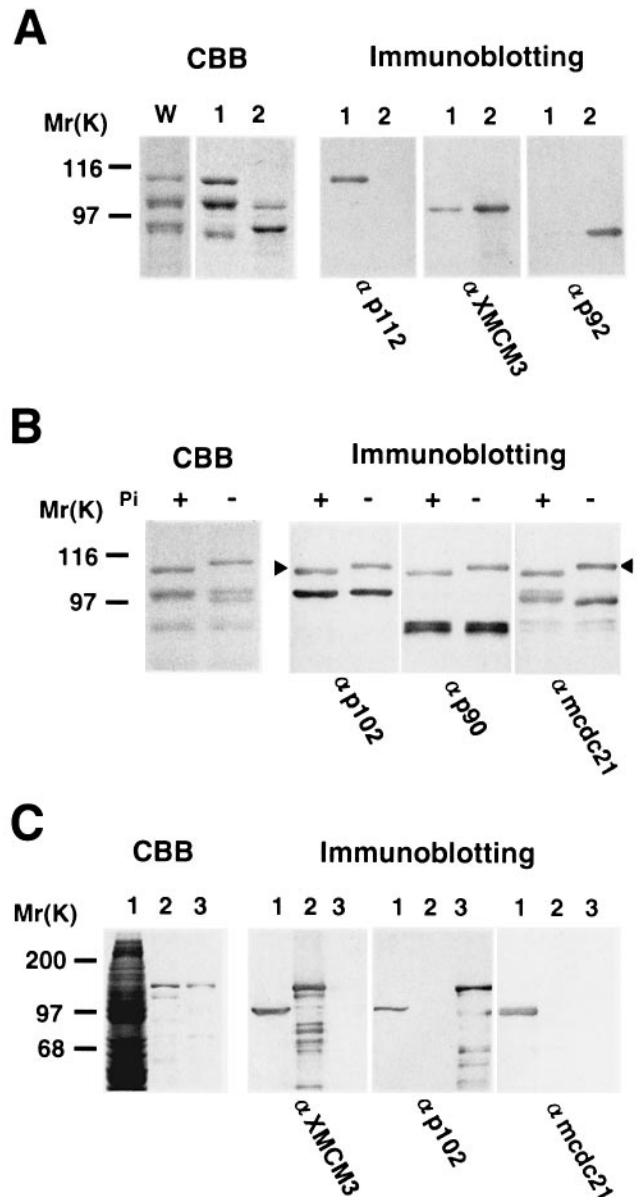 A
CBB Immunoblotting
Mr(K) W 1 2 1 2 1 2 1 2
116
97
α p112 α XMCM3 α p92
B
CBB Immunoblotting
Mr(K) Pi + - + - + - + -
116
97
α p102 α p90 α mcdc21
C
CBB Immunoblotting
Mr(K) 1 2 3 1 2 3 1 2 3 1 2 3
200
97
68
α XMCM3 α p102 α mcdc21